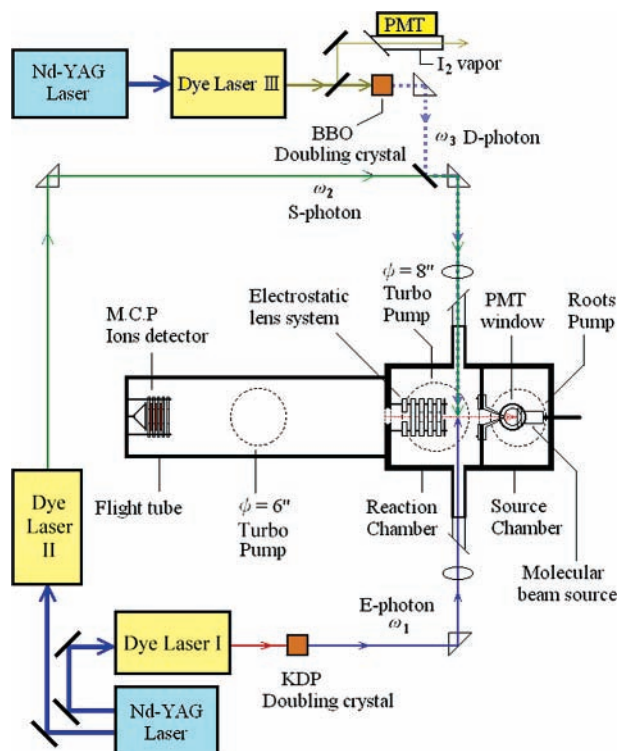 PMT
Nd-YAG
Laser
Dye Laser III
I2 vapor
BBO
Doubling crystal
ω3 D-photon
ω2
S-photon
ϕ = 8"
Turbo
Pump
Electrostatic
lens system
PMT
window
Roots
Pump
M.C.P
Ions detector
Flight tube
ϕ = 6"
Turbo
Pump
Reaction
Chamber
Source
Chamber
Dye
Laser
II
Molecular
beam source
E-photon
ω1
Dye Laser I
KDP
Doubling crystal
Nd-YAG
Laser